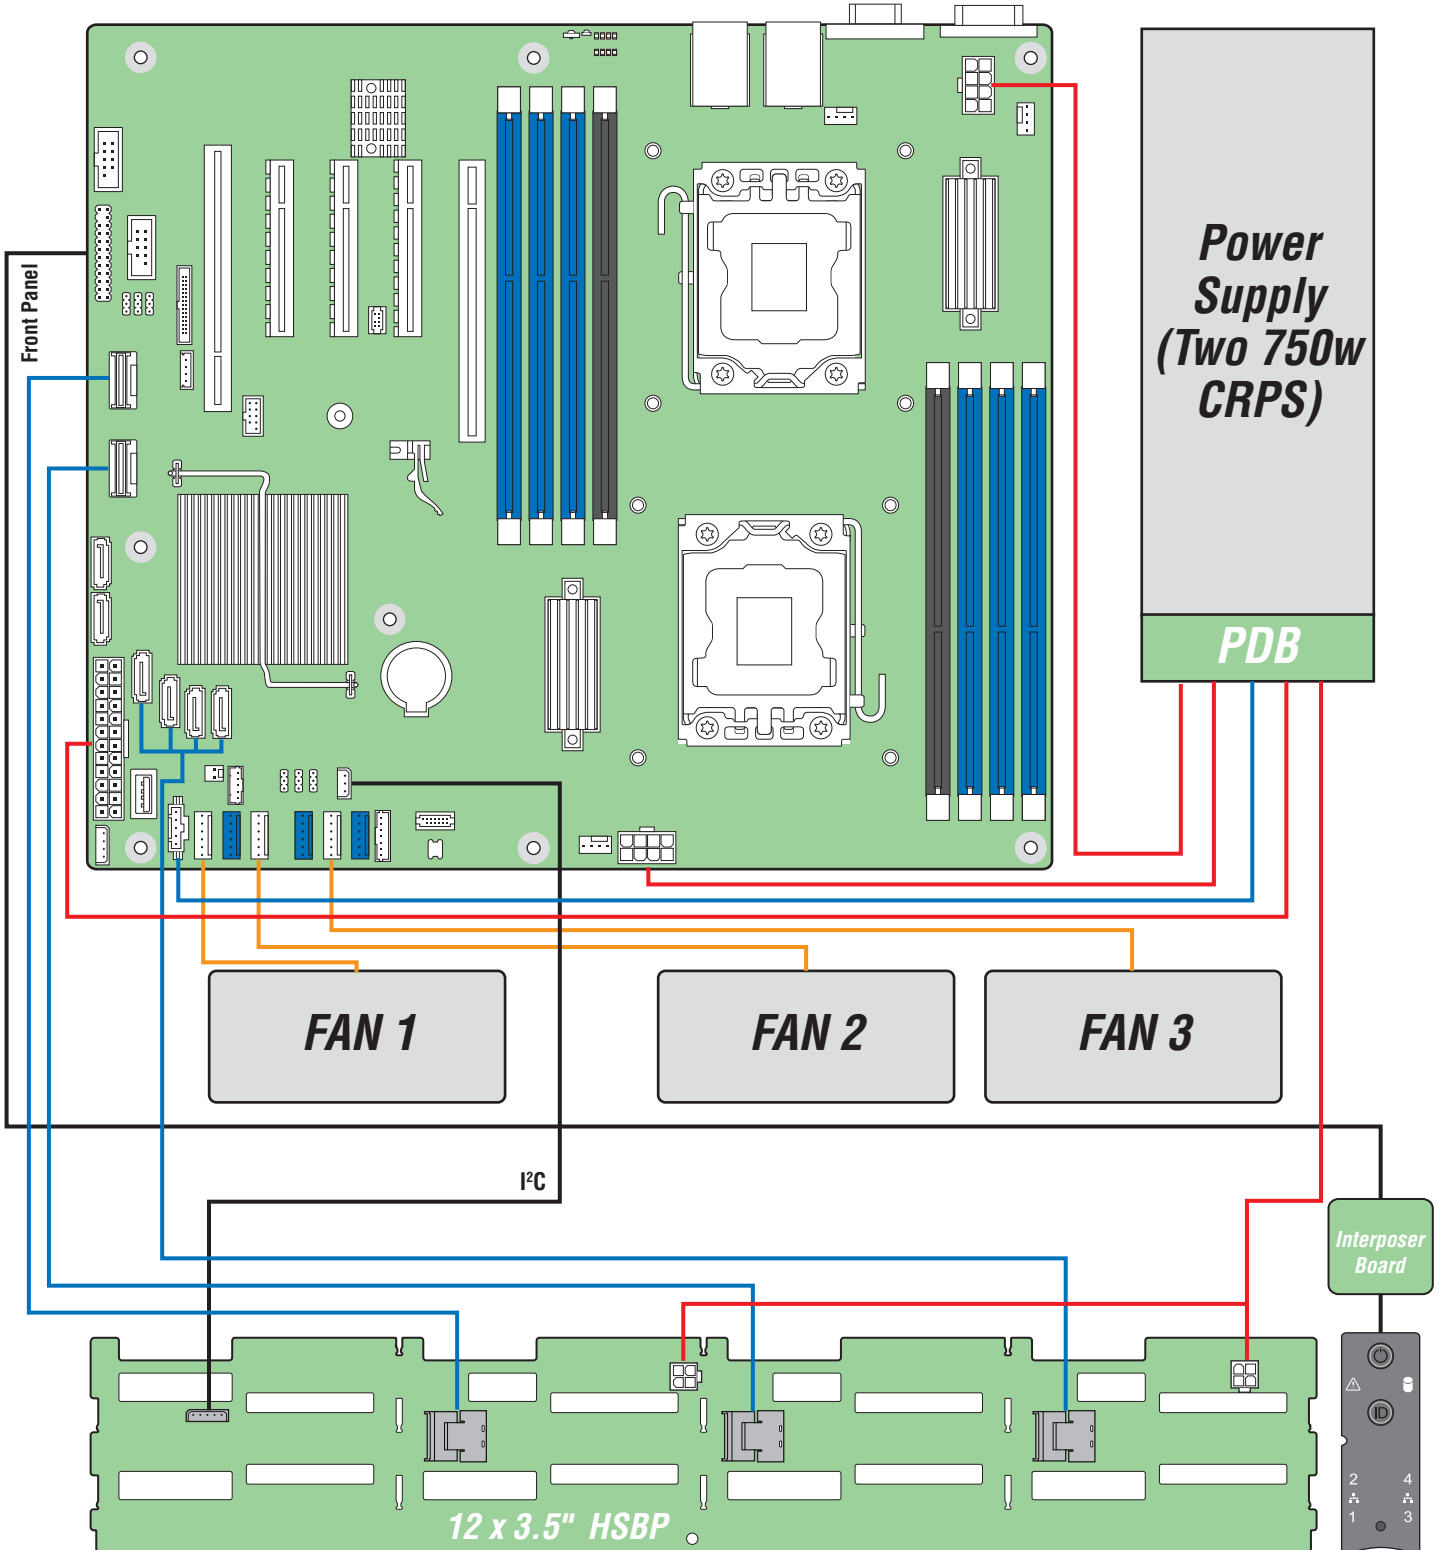 Power
Supply
(Two 750w
CRPS)
PDB
Front Panel
FAN 1
FAN 2
FAN 3
I²C
Interposer
Board
ID
2 4
1 3
12 x 3.5" HSBP